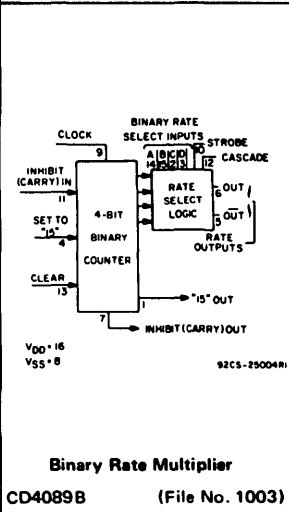 CLOCK
9
BINARY RATE
SELECT INPUTS
A B C D
14 15 2 3
10 STROBE
12 CASCADE
INHIBIT
(CARRY) IN
11
SET TO
"15"
4
CLEAR
13
4-BIT
BINARY
COUNTER
RATE
SELECT
LOGIC
6 OUT
5 OUT
RATE
OUTPUTS
1
"15" OUT
7
INHIBIT (CARRY) OUT
VDD = 16
VSS = 8
92CS-25004R1
Binary Rate Multiplier
CD4089B (File No. 1003)